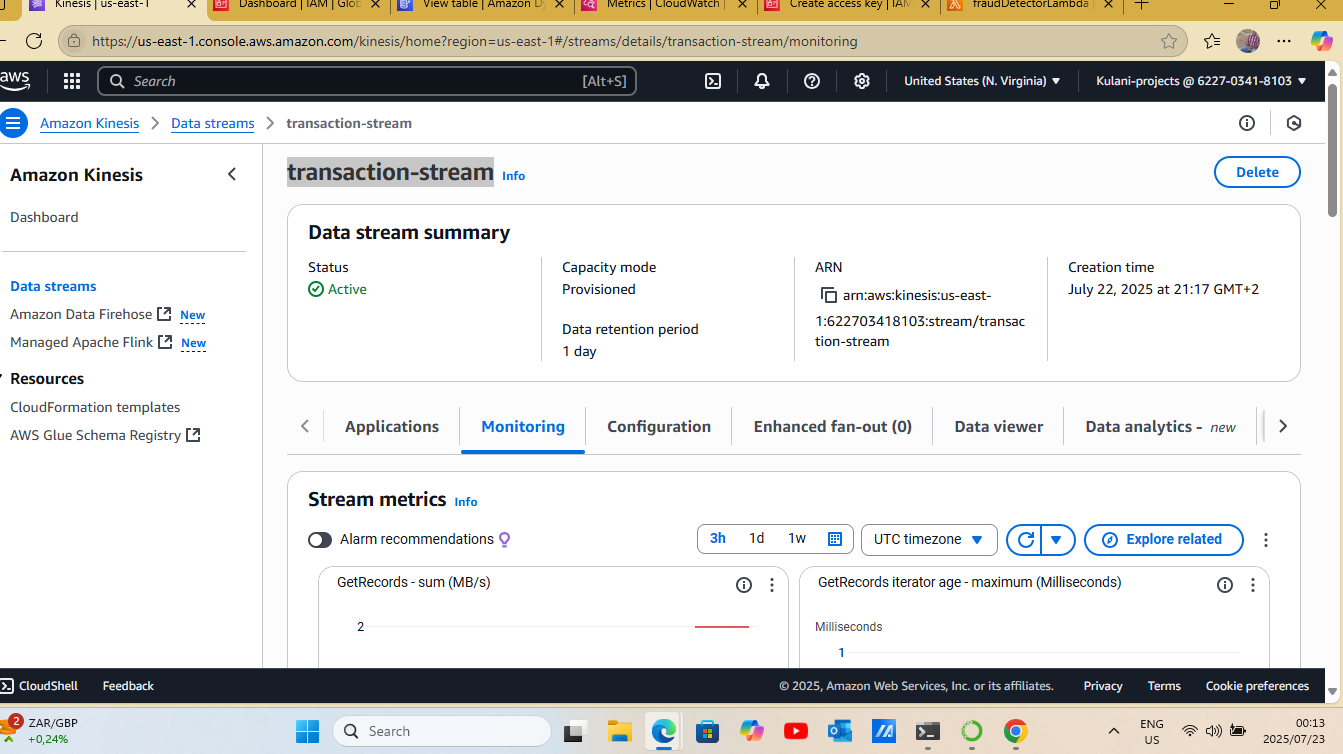 Kinesis | us-east-1
Dashboard | IAM | Glob
View table | Amazon Dy
Metrics | CloudWatch |
Create access key | IAM
fraudDetectorLambda
https://us-east-1.console.aws.amazon.com/kinesis/home?region=us-east-1#/streams/details/transaction-stream/monitoring
aws
Search
[Alt+S]
United States (N. Virginia)
Kulani-projects @ 6227-0341-8103
Amazon Kinesis
Data streams
transaction-stream
Amazon Kinesis
Dashboard
Data streams
Amazon Data Firehose New
Managed Apache Flink New
Resources
CloudFormation templates
AWS Glue Schema Registry
transaction-stream Info
Delete
Data stream summary
Status
Active
Capacity mode
Provisioned
Data retention period
1 day
ARN
arn:aws:kinesis:us-east-
1:622703418103:stream/transac
tion-stream
Creation time
July 22, 2025 at 21:17 GMT+2
Applications
Monitoring
Configuration
Enhanced fan-out (0)
Data viewer
Data analytics - new
Stream metrics Info
Alarm recommendations
3h
1d
1w
UTC timezone
Explore related
GetRecords - sum (MB/s)
2
GetRecords iterator age - maximum (Milliseconds)
Milliseconds
1
CloudShell
Feedback
© 2025, Amazon Web Services, Inc. or its affiliates.
Privacy
Terms
Cookie preferences
2
ZAR/GBP
+0,24%
Search
ENG
US
00:13
2025/07/23